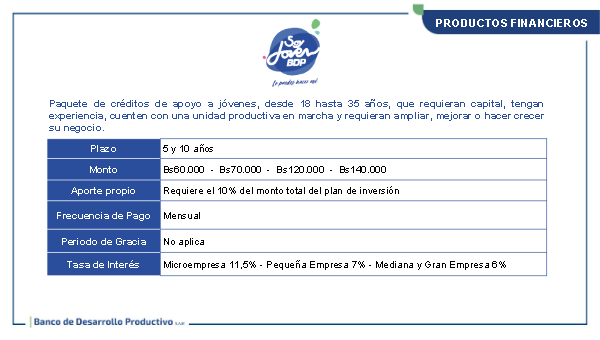 PRODUCTOS FINANCIEROS
Soy
Joven
BDP
Lo puedes hacer aquí
Paquete de créditos de apoyo a jóvenes, desde 18 hasta 35 años, que requieran capital, tengan
experiencia, cuenten con una unidad productiva en marcha y requieran ampliar, mejorar o hacer crecer
su negocio.
Plazo 5 y 10 años
Monto Bs60.000 - Bs70.000 - Bs120.000 - Bs140.000
Aporte propio Requiere el 10% del monto total del plan de inversión
Frecuencia de Pago Mensual
Periodo de Gracia No aplica
Tasa de Interés Microempresa 11,5% - Pequeña Empresa 7% - Mediana y Gran Empresa 6%
Banco de Desarrollo Productivo S.A.M.